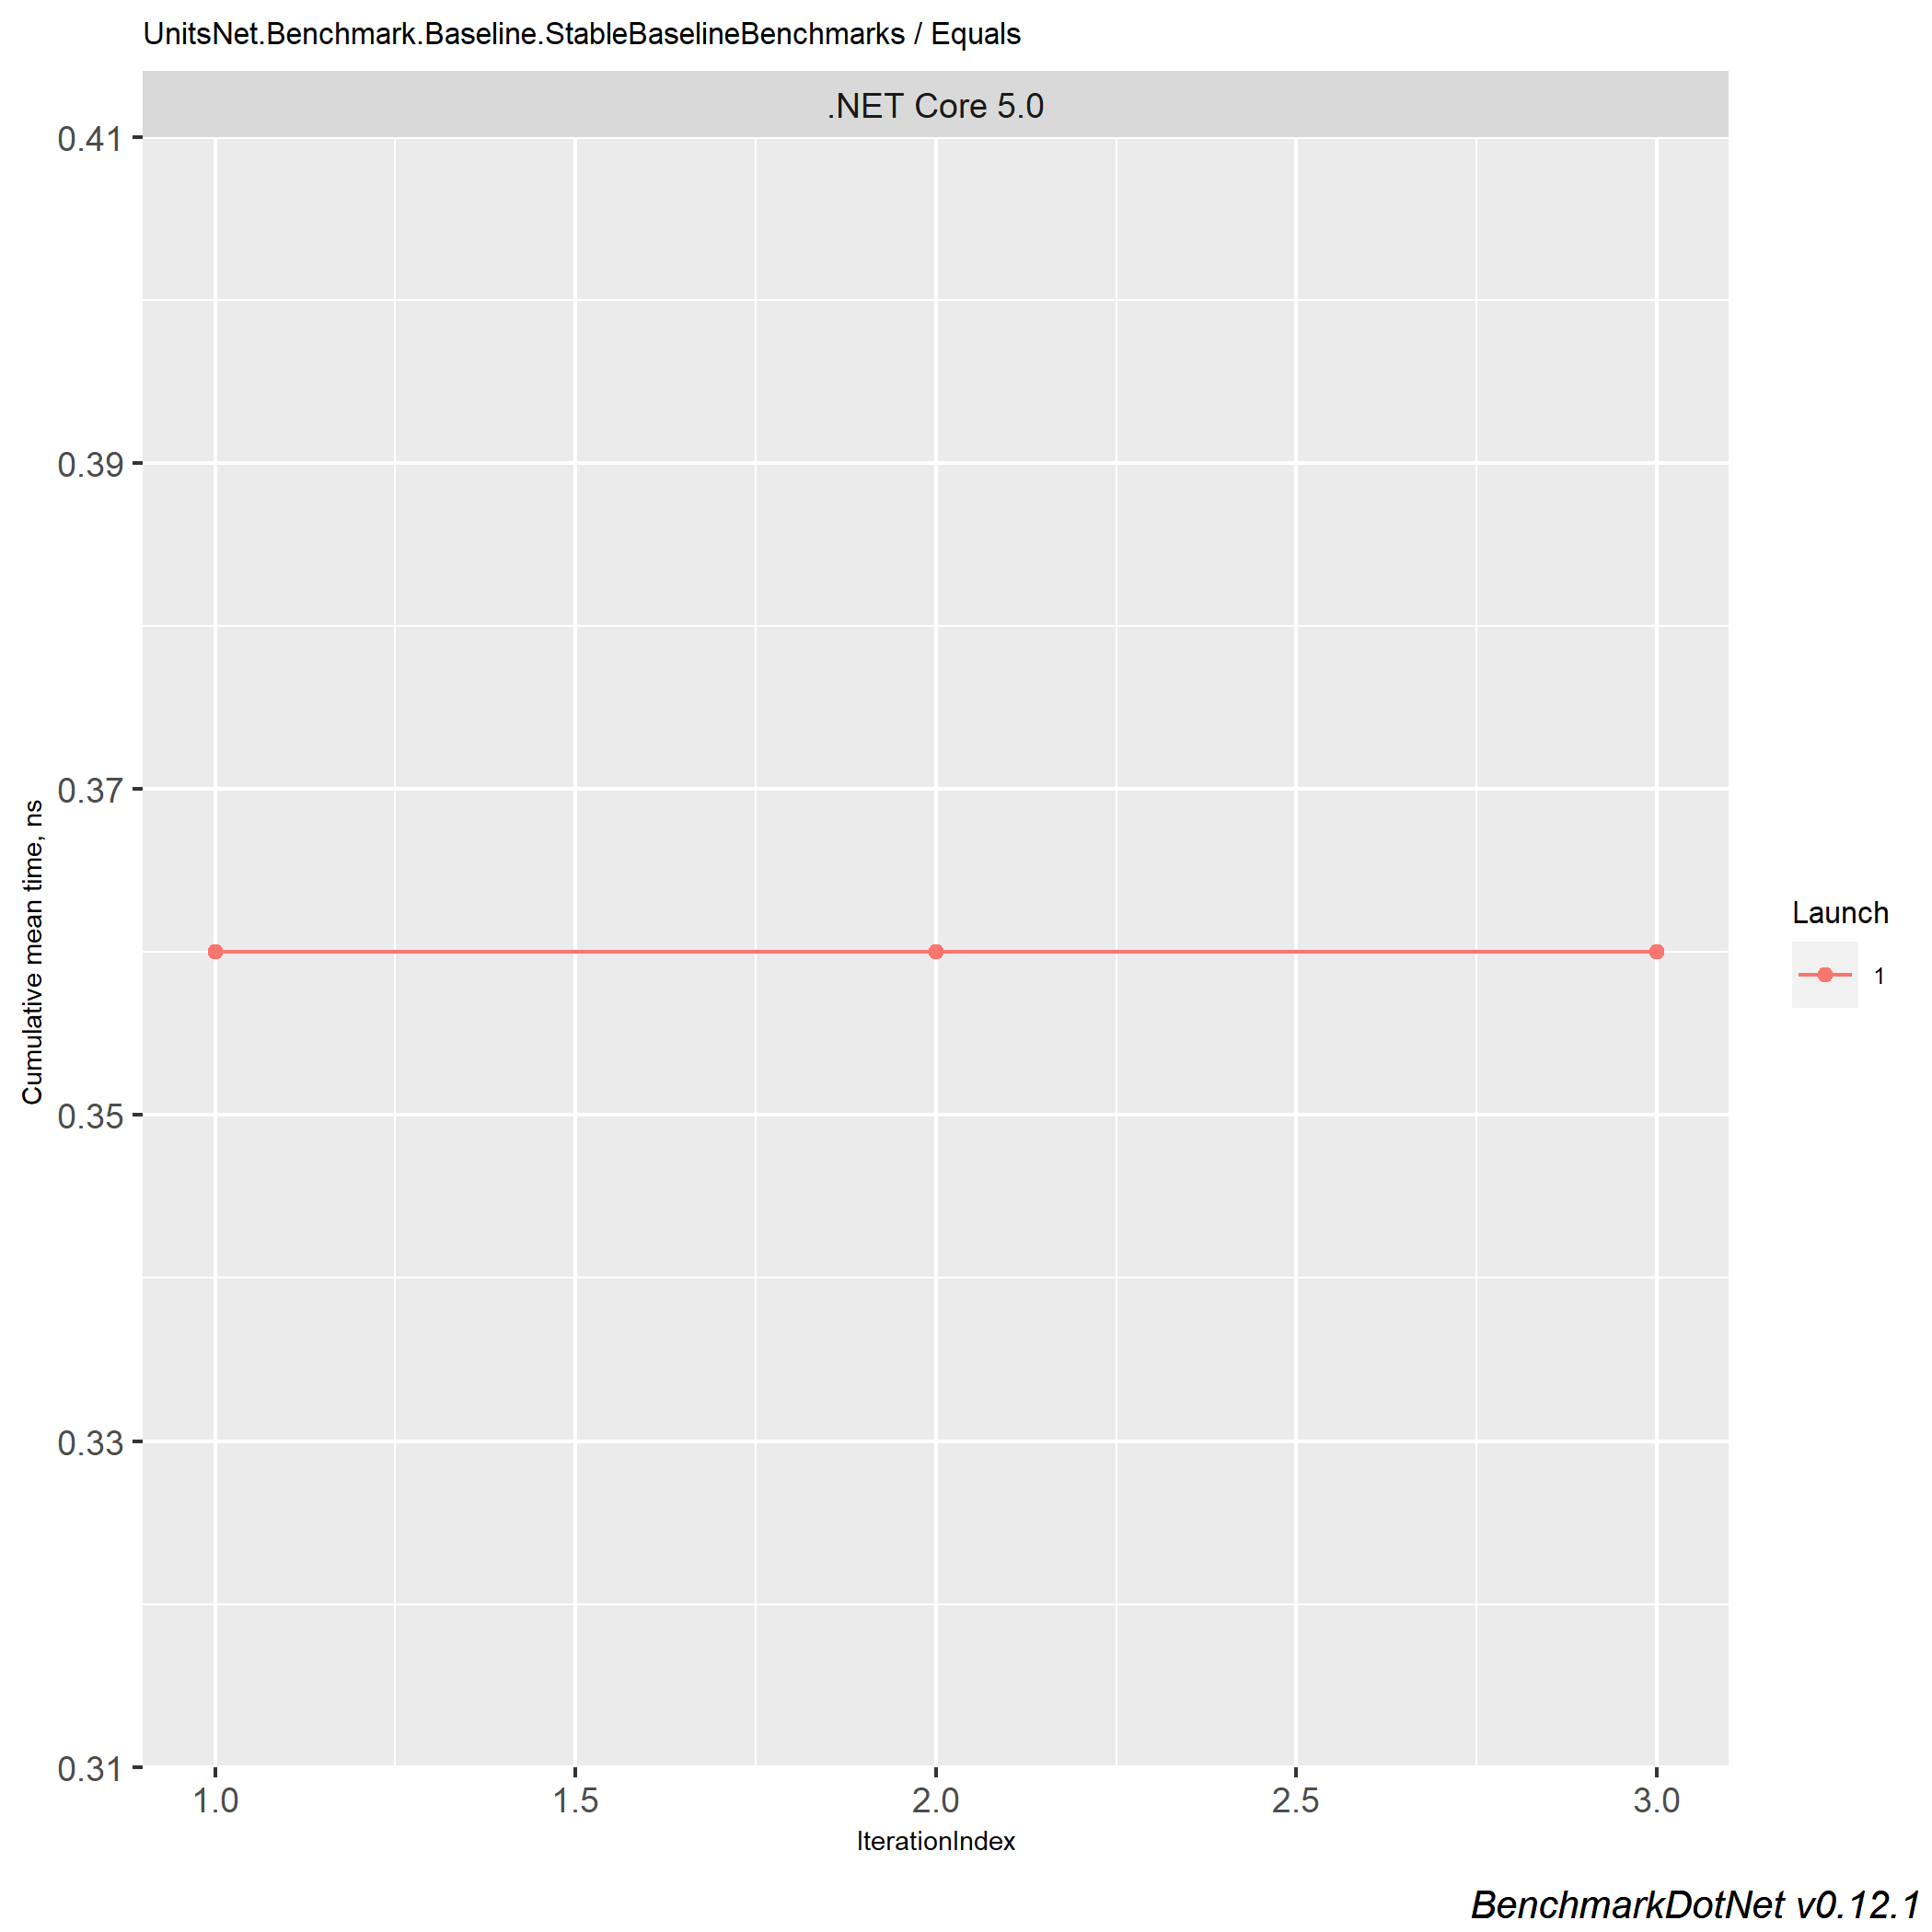 UnitsNet.Benchmark.Baseline.StableBaselineBenchmarks / Equals
.NET Core 5.0
0.41
0.39
0.37
0.35
0.33
0.31
Cumulative mean time, ns
1.0
1.5
2.0
2.5
3.0
IterationIndex
Launch
1
BenchmarkDotNet v0.12.1